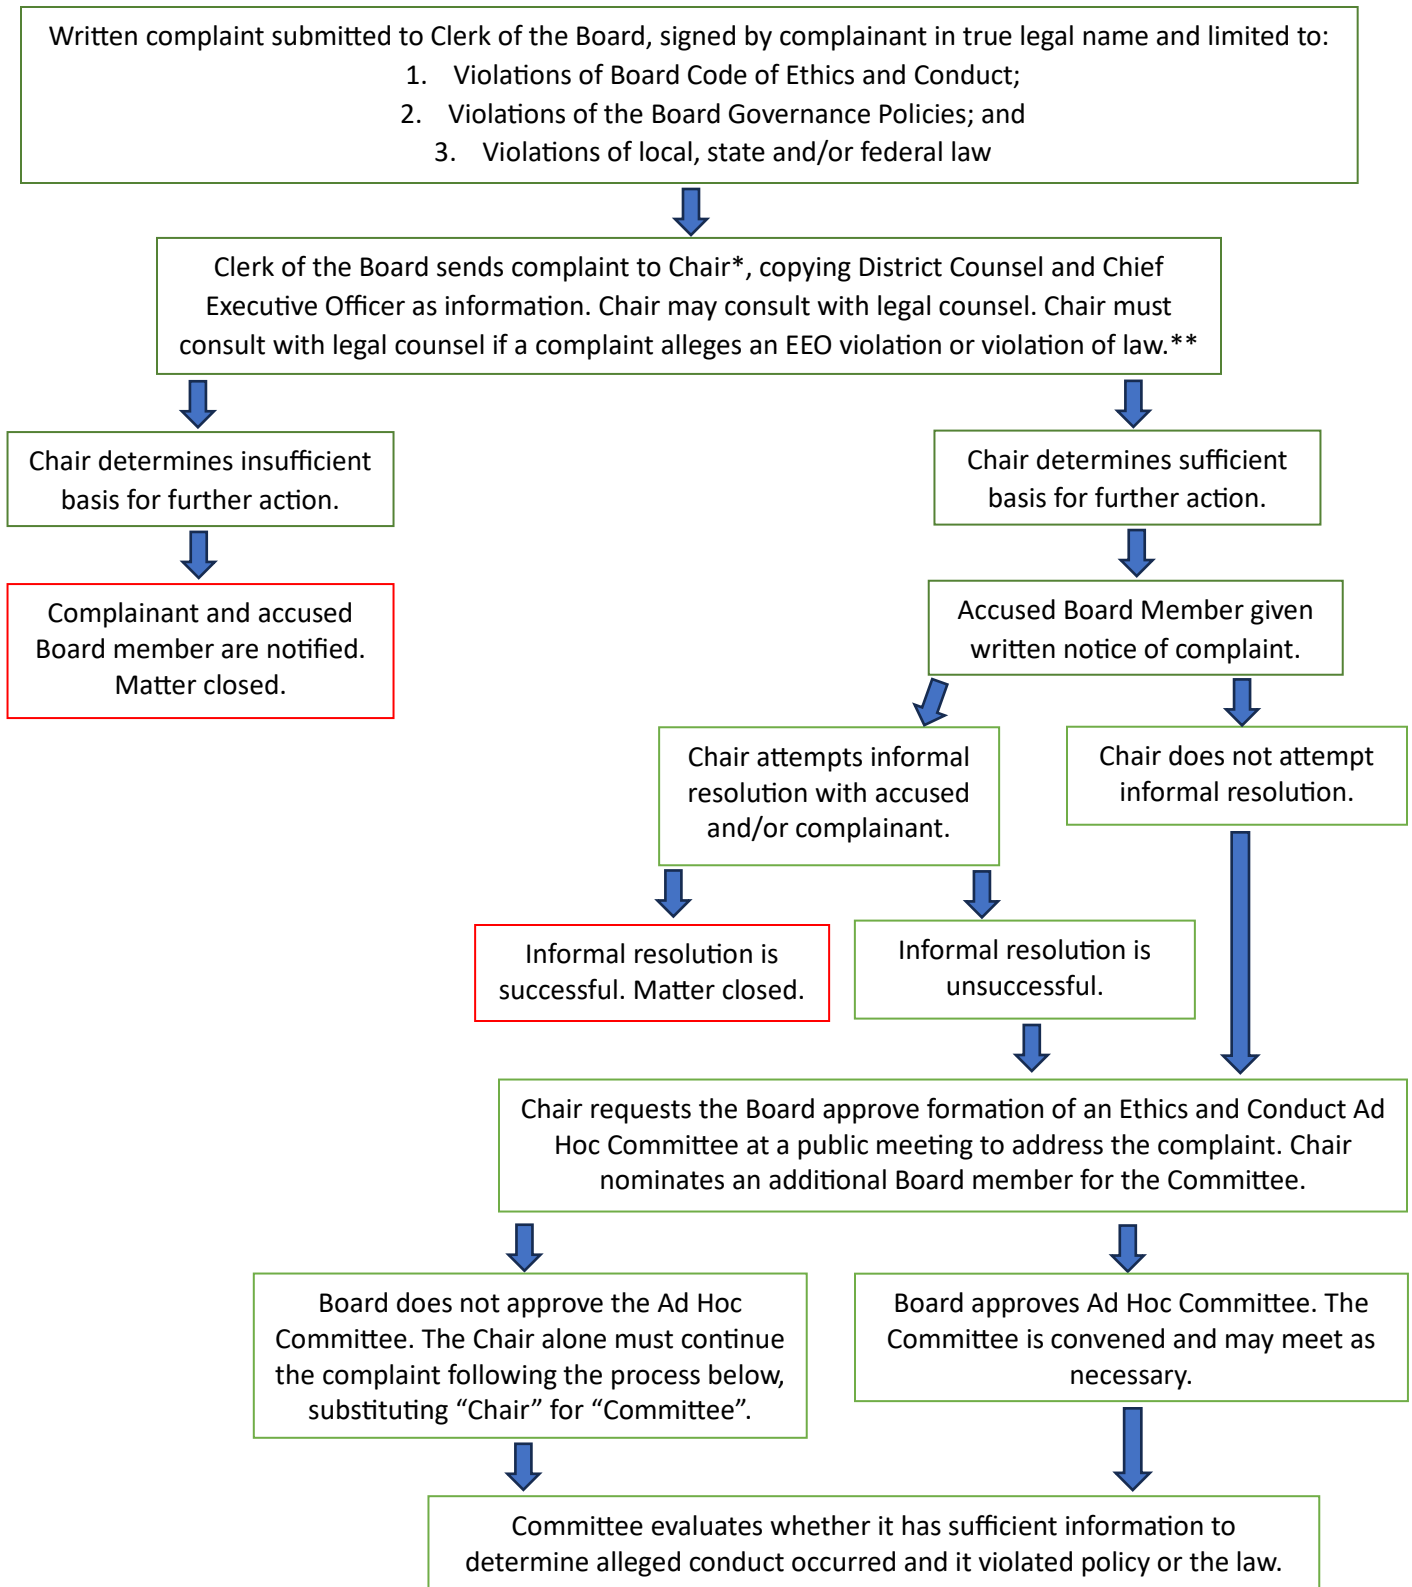 Written complaint submitted to Clerk of the Board, signed by complainant in true legal name and limited to:
1. Violations of Board Code of Ethics and Conduct;
2. Violations of the Board Governance Policies; and
3. Violations of local, state and/or federal law
Clerk of the Board sends complaint to Chair*, copying District Counsel and Chief
Executive Officer as information. Chair may consult with legal counsel. Chair must
consult with legal counsel if a complaint alleges an EEO violation or violation of law.**
Chair determines insufficient
basis for further action.
Chair determines sufficient
basis for further action.
Complainant and accused
Board member are notified.
Matter closed.
Accused Board Member given
written notice of complaint.
Chair attempts informal
resolution with accused
and/or complainant.
Chair does not attempt
informal resolution.
Informal resolution is
successful. Matter closed.
Informal resolution is
unsuccessful.
Chair requests the Board approve formation of an Ethics and Conduct Ad
Hoc Committee at a public meeting to address the complaint. Chair
nominates an additional Board member for the Committee.
Board does not approve the Ad Hoc
Committee. The Chair alone must continue
the complaint following the process below,
substituting “Chair” for “Committee”.
Board approves Ad Hoc Committee. The
Committee is convened and may meet as
necessary.
Committee evaluates whether it has sufficient information to
determine alleged conduct occurred and it violated policy or the law.